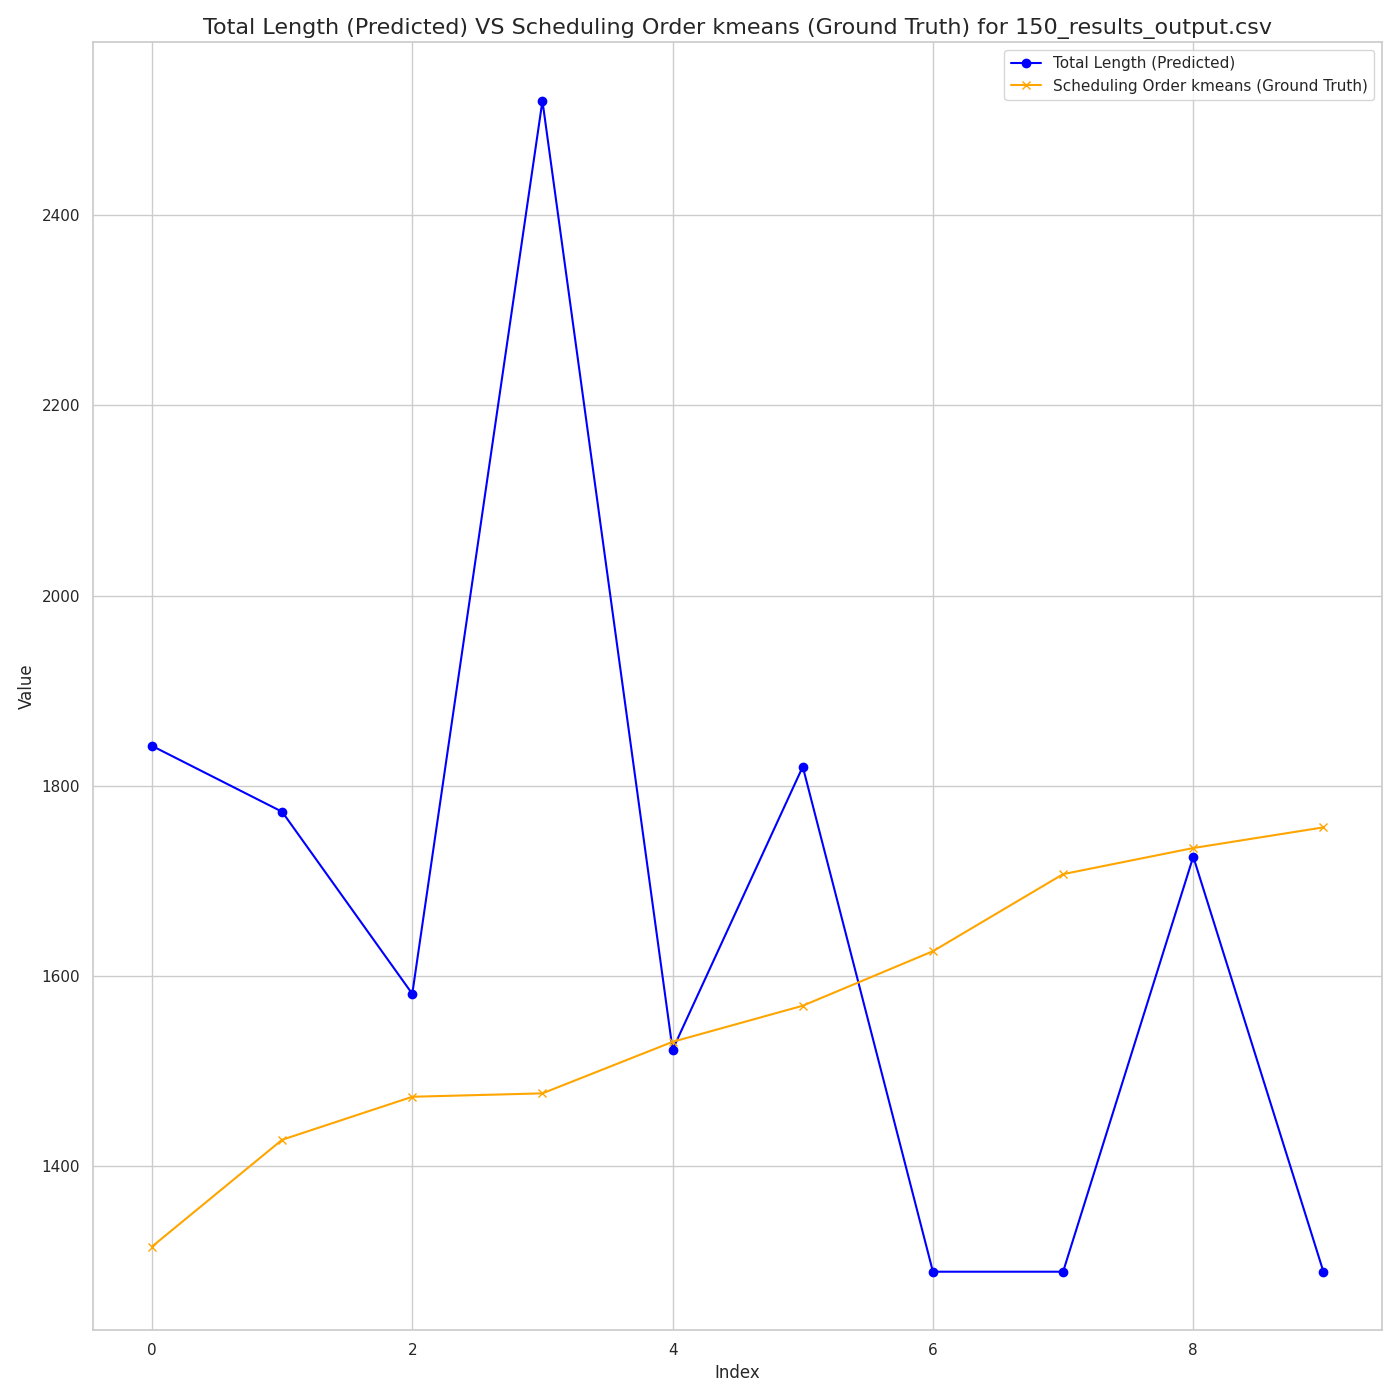 Total Length (Predicted) VS Scheduling Order kmeans (Ground Truth) for 150_results_output.csv
Total Length (Predicted)
Scheduling Order kmeans (Ground Truth)
2400
2200
2000
1800
1600
1400
Value
0 2 4 6 8
Index